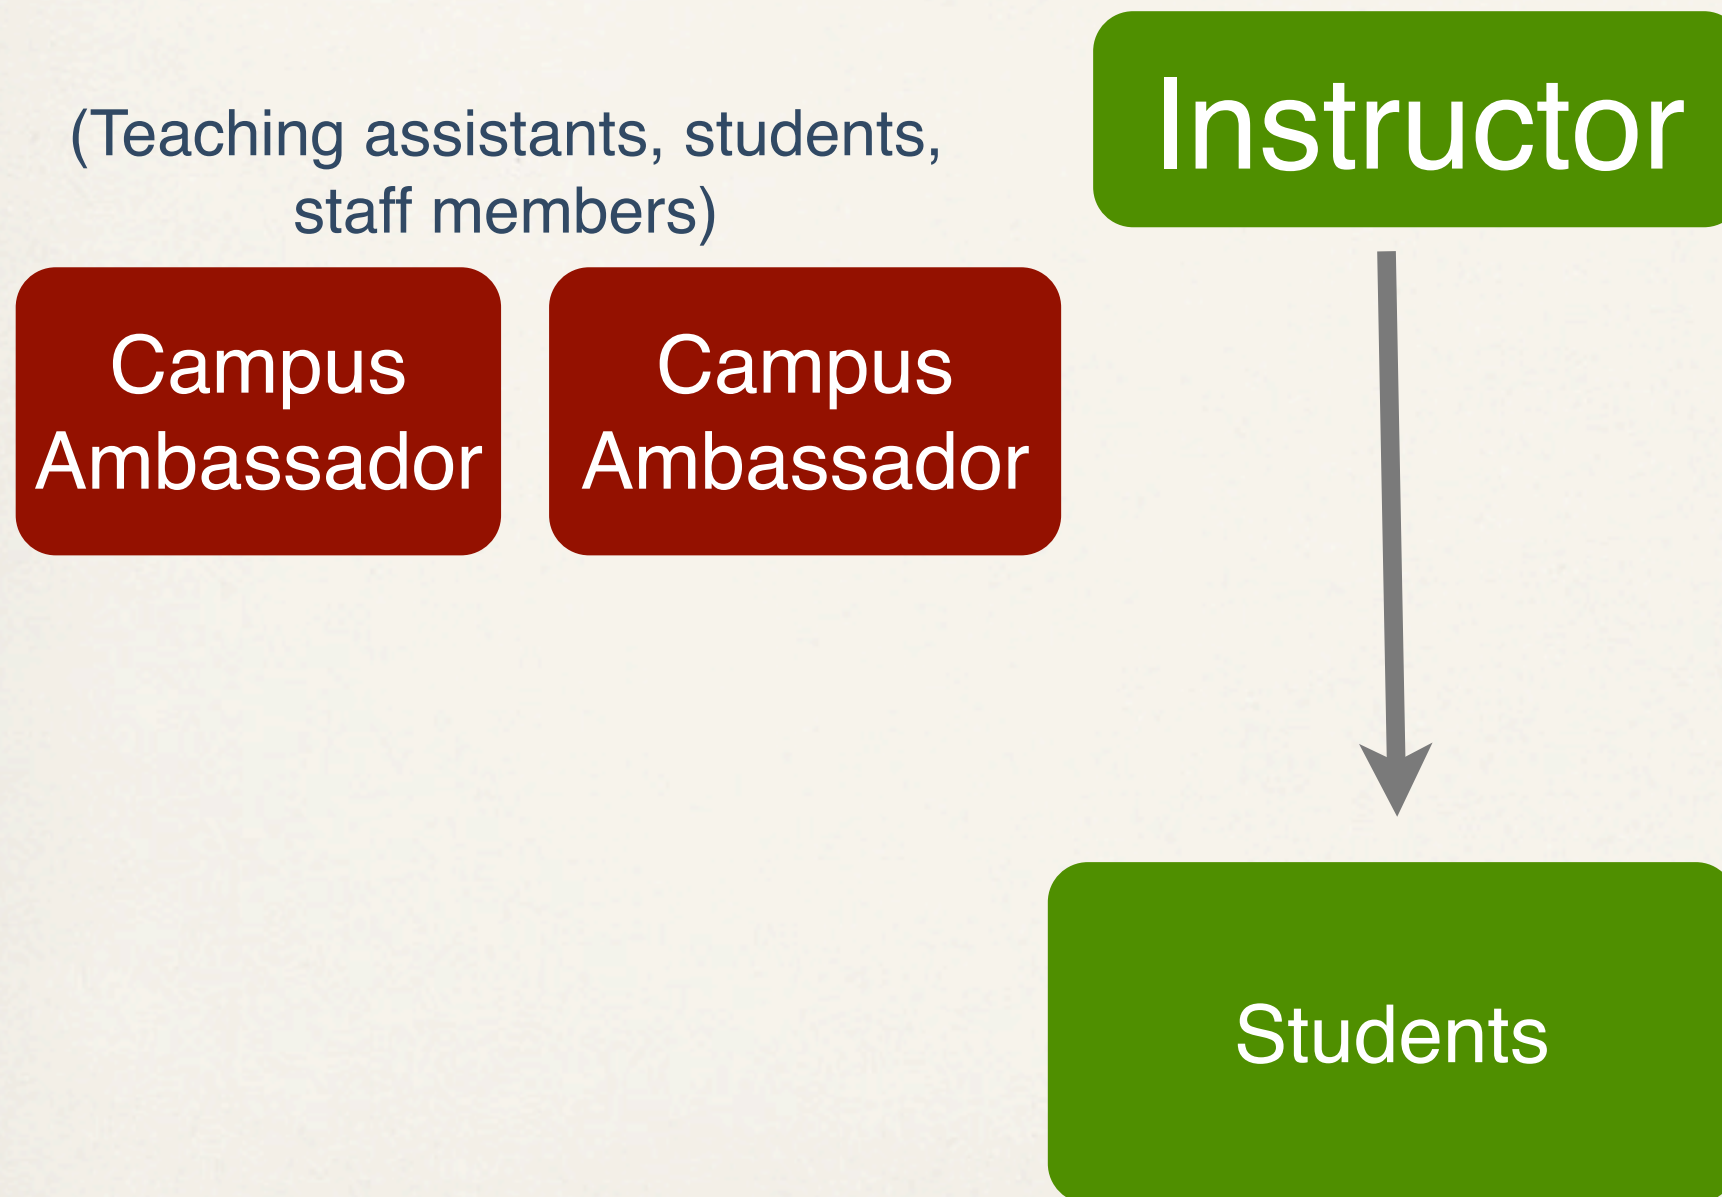 Instructor
(Teaching assistants, students,
staff members)
Campus
Ambassador
Campus
Ambassador
Students